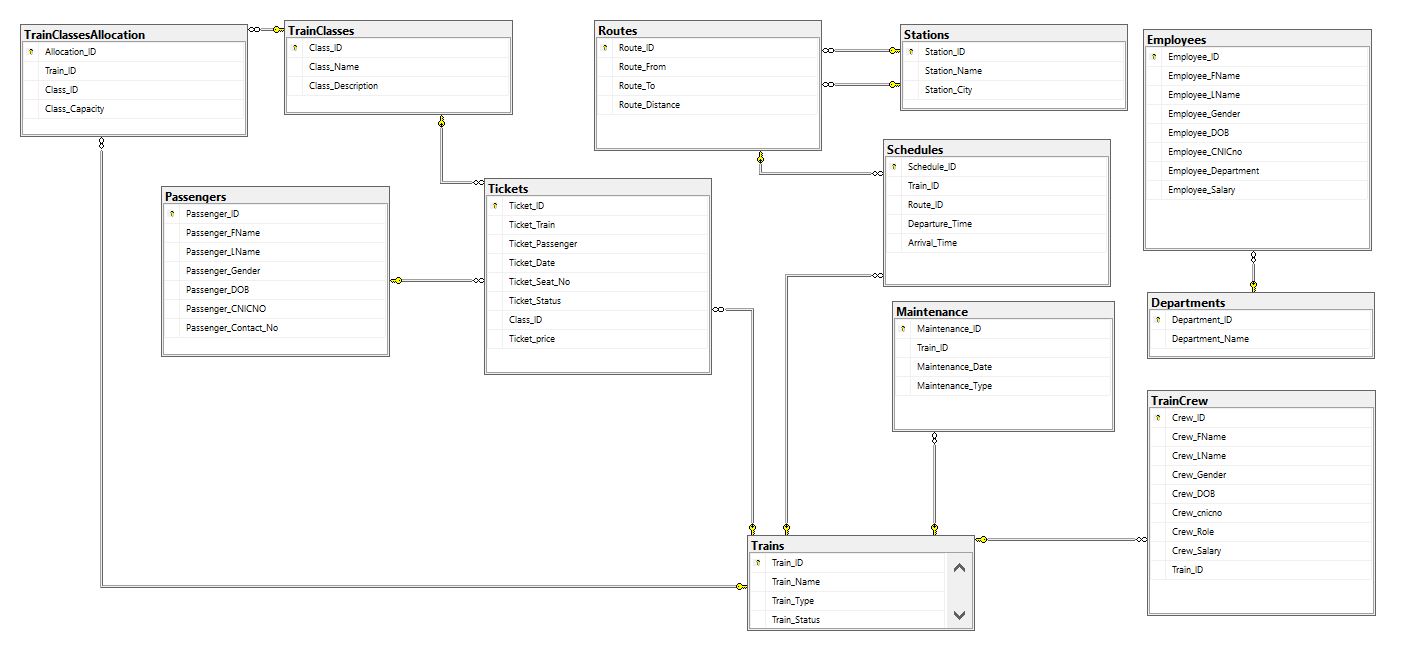 TrainClassesAllocation
Allocation_ID
Train_ID
Class_ID
Class_Capacity
TrainClasses
Class_ID
Class_Name
Class_Description
Routes
Route_ID
Route_From
Route_To
Route_Distance
Stations
Station_ID
Station_Name
Station_City
Employees
Employee_ID
Employee_FName
Employee_LName
Employee_Gender
Employee_DOB
Employee_CNICno
Employee_Department
Employee_Salary
Schedules
Schedule_ID
Train_ID
Route_ID
Departure_Time
Arrival_Time
Passengers
Passenger_ID
Passenger_FName
Passenger_LName
Passenger_Gender
Passenger_DOB
Passenger_CNICNO
Passenger_Contact_No
Tickets
Ticket_ID
Ticket_Train
Ticket_Passenger
Ticket_Date
Ticket_Seat_No
Ticket_Status
Class_ID
Ticket_price
Maintenance
Maintenance_ID
Train_ID
Maintenance_Date
Maintenance_Type
Departments
Department_ID
Department_Name
TrainCrew
Crew_ID
Crew_FName
Crew_LName
Crew_Gender
Crew_DOB
Crew_cnicno
Crew_Role
Crew_Salary
Train_ID
Trains
Train_ID
Train_Name
Train_Type
Train_Status